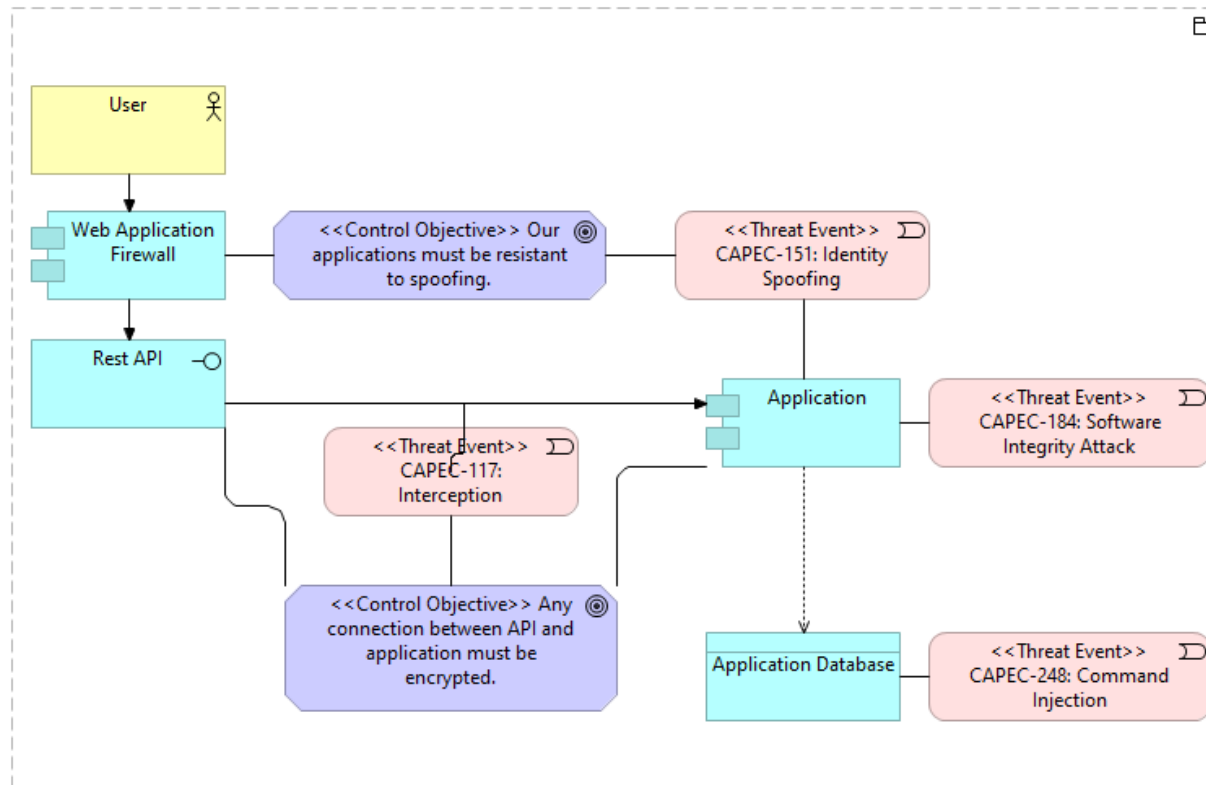 User
Web Application
Firewall
<<Control Objective>> Our
applications must be resistant
to spoofing.
<<Threat Event>>
CAPEC-151: Identity
Spoofing
Rest API
Application
<<Threat Event>>
CAPEC-184: Software
Integrity Attack
<<Threat Event>>
CAPEC-117:
Interception
<<Control Objective>> Any
connection between API and
application must be
encrypted.
Application Database
<<Threat Event>>
CAPEC-248: Command
Injection